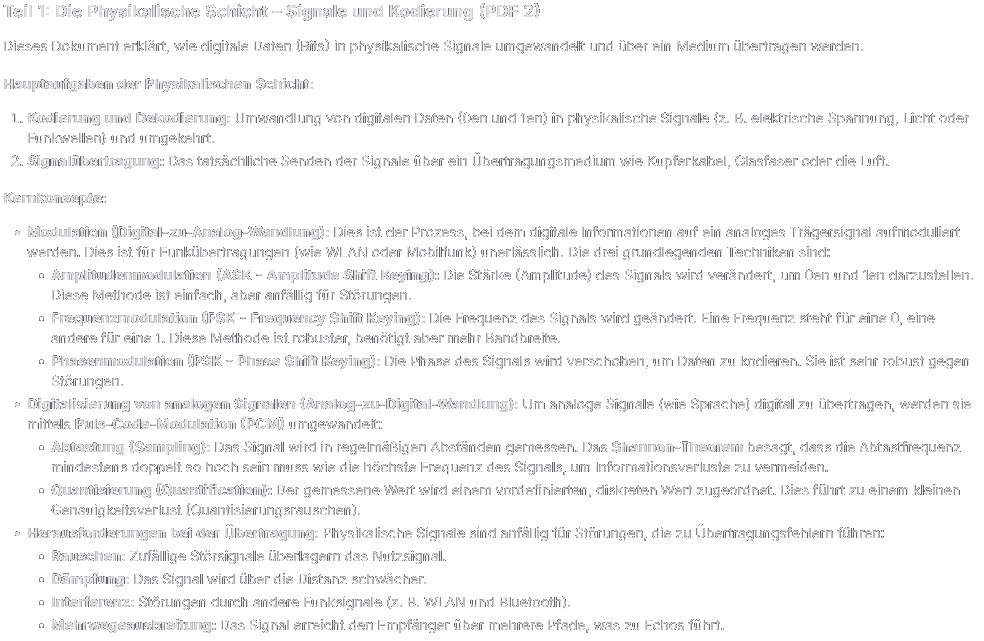 Teil 1: Die Physikalische Schicht – Signale und Kodierung (PDF 2)
Dieses Dokument erklärt, wie digitale Daten (Bits) in physikalische Signale umgewandelt und über ein Medium übertragen werden.
Hauptaufgaben der Physikalischen Schicht:
1. Kodierung und Dekodierung: Umwandlung von digitalen Daten (0en und 1en) in physikalische Signale (z. B. elektrische Spannung, Licht oder
Funkwellen) und umgekehrt.
2. Signalübertragung: Das tatsächliche Senden der Signale über ein Übertragungsmedium wie Kupferkabel, Glasfaser oder die Luft.
Kernkonzepte:
• Modulation (Digital-zu-Analog-Wandlung): Dies ist der Prozess, bei dem digitale Informationen auf ein analoges Trägersignal aufmoduliert
werden. Dies ist für Funkübertragungen (wie WLAN oder Mobilfunk) unerlässlich. Die drei grundlegenden Techniken sind:
∘ Amplitudenmodulation (ASK - Amplitude Shift Keying): Die Stärke (Amplitude) des Signals wird verändert, um 0en und 1en darzustellen.
Diese Methode ist einfach, aber anfällig für Störungen.
∘ Frequenzmodulation (FSK - Frequency Shift Keying): Die Frequenz des Signals wird geändert. Eine Frequenz steht für eine 0, eine
andere für eine 1. Diese Methode ist robuster, benötigt aber mehr Bandbreite.
∘ Phasenmodulation (PSK - Phase Shift Keying): Die Phase des Signals wird verschoben, um Daten zu kodieren. Sie ist sehr robust gegen
Störungen.
• Digitalisierung von analogen Signalen (Analog-zu-Digital-Wandlung): Um analoge Signale (wie Sprache) digital zu übertragen, werden sie
mittels Puls-Code-Modulation (PCM) umgewandelt:
∘ Abtastung (Sampling): Das Signal wird in regelmäßigen Abständen gemessen. Das Shannon-Theorem besagt, dass die Abtastfrequenz
mindestens doppelt so hoch sein muss wie die höchste Frequenz des Signals, um Informationsverluste zu vermeiden.
∘ Quantisierung (Quantification): Der gemessene Wert wird einem vordefinierten, diskreten Wert zugeordnet. Dies führt zu einem kleinen
Genauigkeitsverlust (Quantisierungsrauschen).
• Herausforderungen bei der Übertragung: Physikalische Signale sind anfällig für Störungen, die zu Übertragungsfehlern führen:
∘ Rauschen: Zufällige Störsignale überlagern das Nutzsignal.
∘ Dämpfung: Das Signal wird über die Distanz schwächer.
∘ Interferenz: Störungen durch andere Funksignale (z. B. WLAN und Bluetooth).
∘ Mehrwegeausbreitung: Das Signal erreicht den Empfänger über mehrere Pfade, was zu Echos führt.